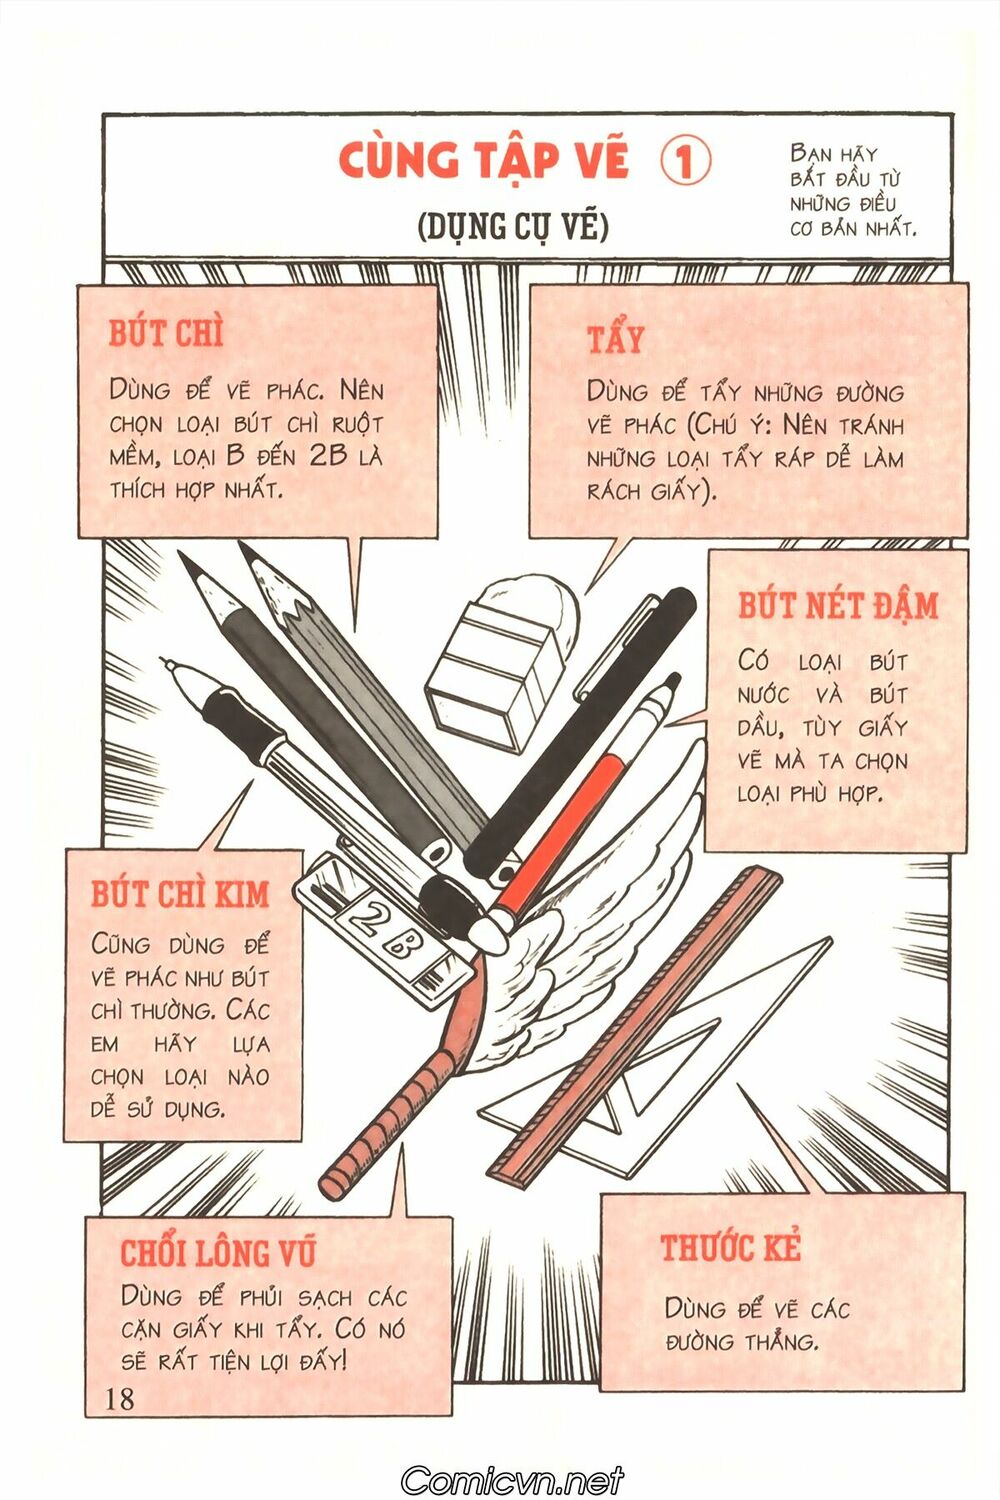 CÙNG TẬP VẼ ①
(DỤNG CỤ VẼ)
BẠN HÃY
BẮT ĐẦU TỪ
NHỮNG ĐIỀU
CƠ BẢN NHẤT.
BÚT CHÌ
DÙNG ĐỂ VẼ PHÁC. NÊN
CHỌN LOẠI BÚT CHÌ RUỘT
MỀM, LOẠI B ĐẾN 2B LÀ
THÍCH HỢP NHẤT.
TẨY
DÙNG ĐỂ TẨY NHỮNG ĐƯỜNG
VẼ PHÁC (CHÚ Ý: NÊN TRÁNH
NHỮNG LOẠI TẨY RÁP DỄ LÀM
RÁCH GIẤY).
BÚT NÉT ĐẬM
CÓ LOẠI BÚT
NƯỚC VÀ BÚT
DẦU, TÙY GIẤY
VẼ MÀ TA CHỌN
LOẠI PHÙ HỢP.
BÚT CHÌ KIM
CŨNG DÙNG ĐỂ
VẼ PHÁC NHƯ BÚT
CHÌ THƯỜNG. CÁC
EM HÃY LỰA
CHỌN LOẠI NÀO
DỄ SỬ DỤNG.
2B
CHỔI LÔNG VŨ
DÙNG ĐỂ PHỦI SẠCH CÁC
CẶN GIẤY KHI TẨY. CÓ NÓ
SẼ RẤT TIỆN LỢI ĐẤY!
THƯỚC KẺ
DÙNG ĐỂ VẼ CÁC
ĐƯỜNG THẲNG.
18
Comicvn.net